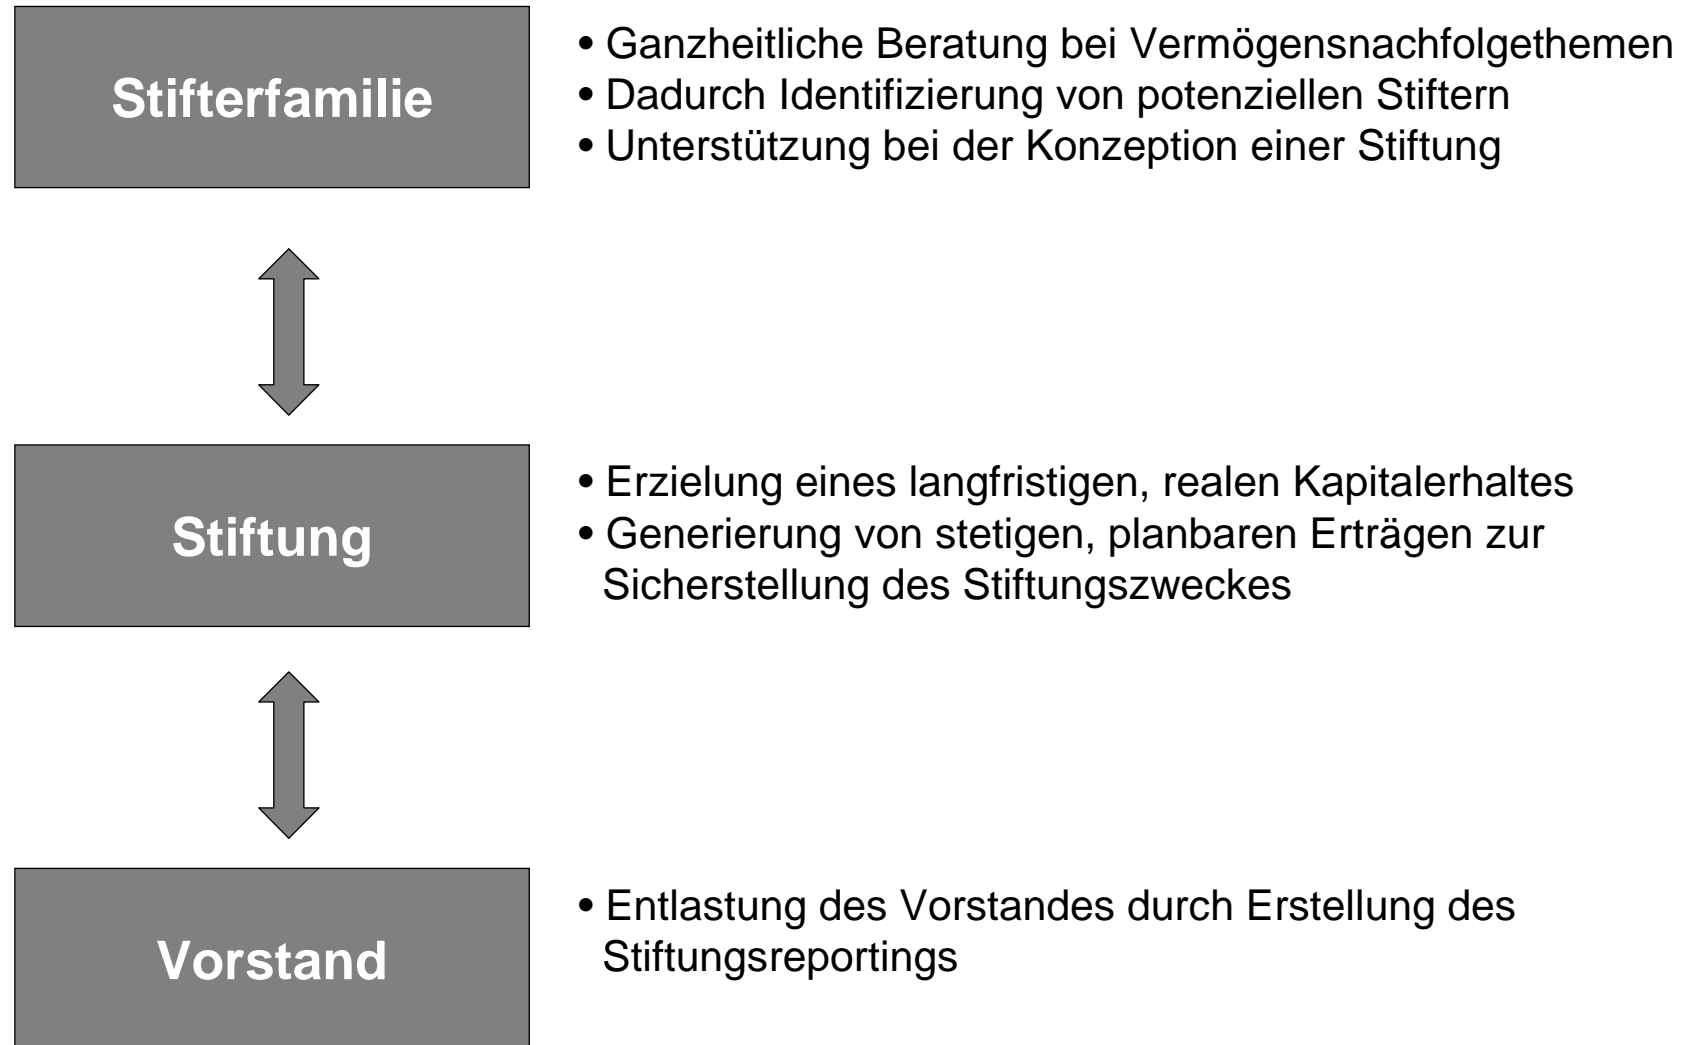 Stifterfamilie
• Ganzheitliche Beratung bei Vermögensnachfolgethemen
• Dadurch Identifizierung von potenziellen Stiftern
• Unterstützung bei der Konzeption einer Stiftung
Stiftung
• Erzielung eines langfristigen, realen Kapitalerhaltes
• Generierung von stetigen, planbaren Erträgen zur
Sicherstellung des Stiftungszweckes
Vorstand
• Entlastung des Vorstandes durch Erstellung des
Stiftungsreportings